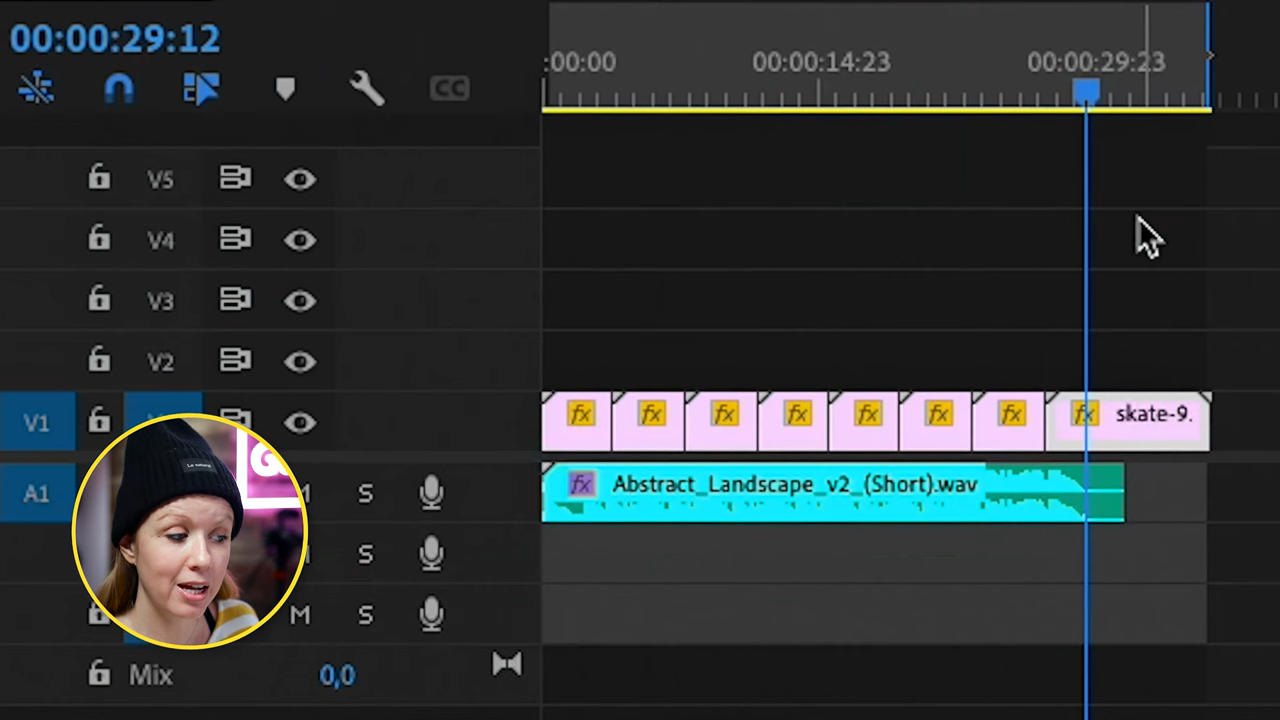 00:00:29:12
:00:00 00:00:14:23 00:00:29:23
CC
V5
V4
V3
V2
V1
fx fx fx fx fx fx fx fx skate-9.
A1 S fx Abstract_Landscape_v2_(Short).wav
S
M S
Mix 0,0